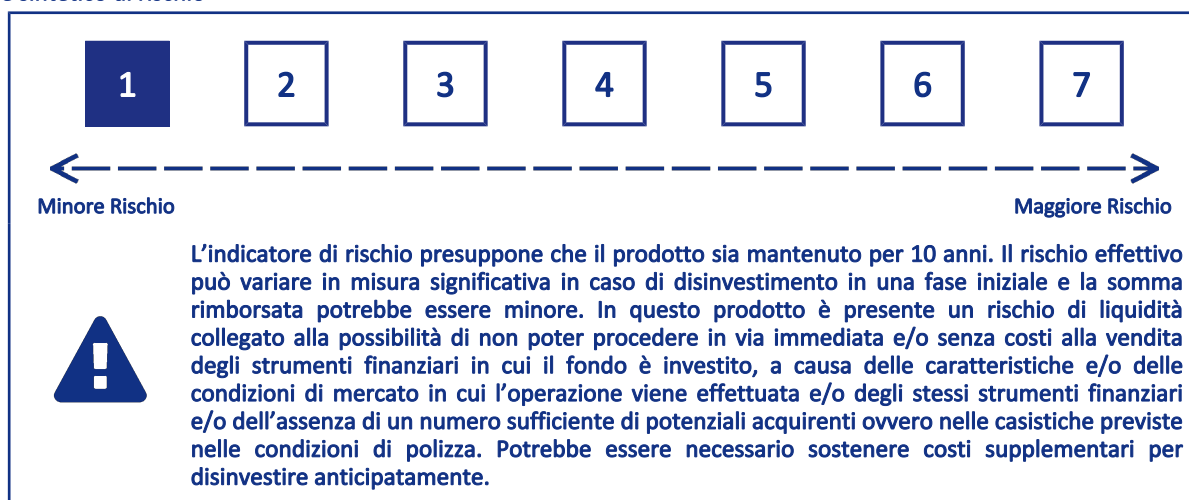 1 2 3 4 5 6 7
Minore Rischio Maggiore Rischio
L'indicatore di rischio presuppone che il prodotto sia mantenuto per 10 anni. Il rischio effettivo
può variare in misura significativa in caso di disinvestimento in una fase iniziale e la somma
rimborsata potrebbe essere minore. In questo prodotto è presente un rischio di liquidità
collegato alla possibilità di non poter procedere in via immediata e/o senza costi alla vendita
degli strumenti finanziari in cui il fondo è investito, a causa delle caratteristiche e/o delle
condizioni di mercato in cui l'operazione viene effettuata e/o degli stessi strumenti finanziari
e/o dell'assenza di un numero sufficiente di potenziali acquirenti ovvero nelle casistiche previste
nelle condizioni di polizza. Potrebbe essere necessario sostenere costi supplementari per
disinvestire anticipatamente.